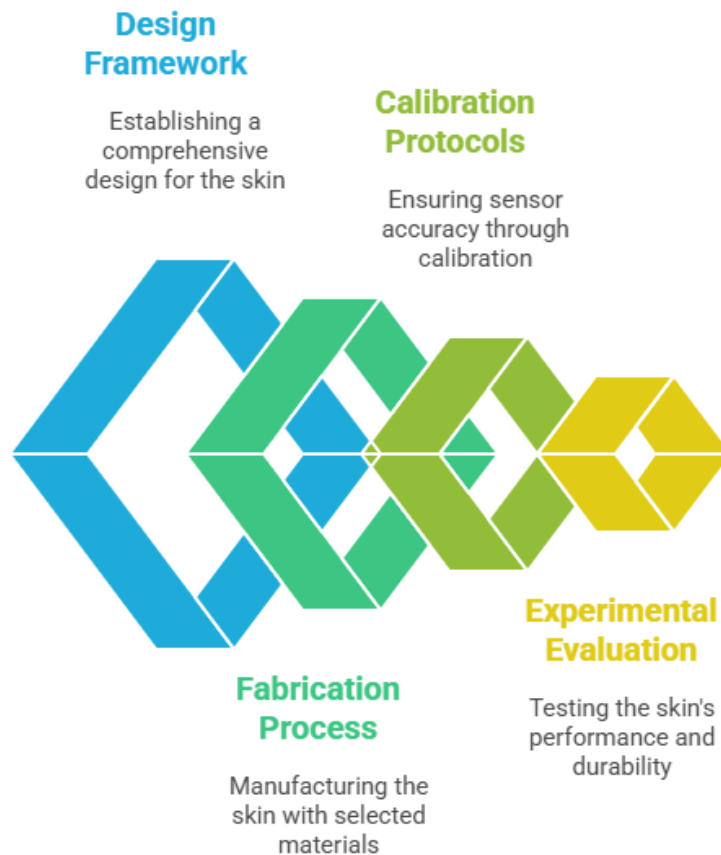 Design
Framework
Establishing a
comprehensive
design for the skin
Calibration
Protocols
Ensuring sensor
accuracy through
calibration
Fabrication
Process
Manufacturing the
skin with selected
materials
Experimental
Evaluation
Testing the skin's
performance and
durability